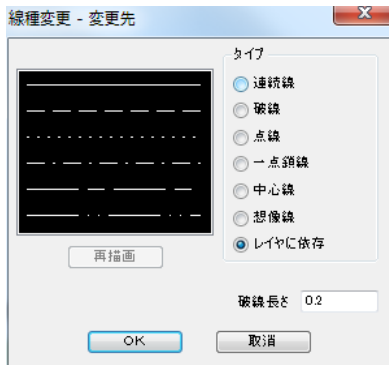 線種変更 - 変更先
タイプ
連続線
破線
点線
一点鎖線
中心線
想像線
レイヤに依存
再描画
破線長さ 0.2
OK 取消